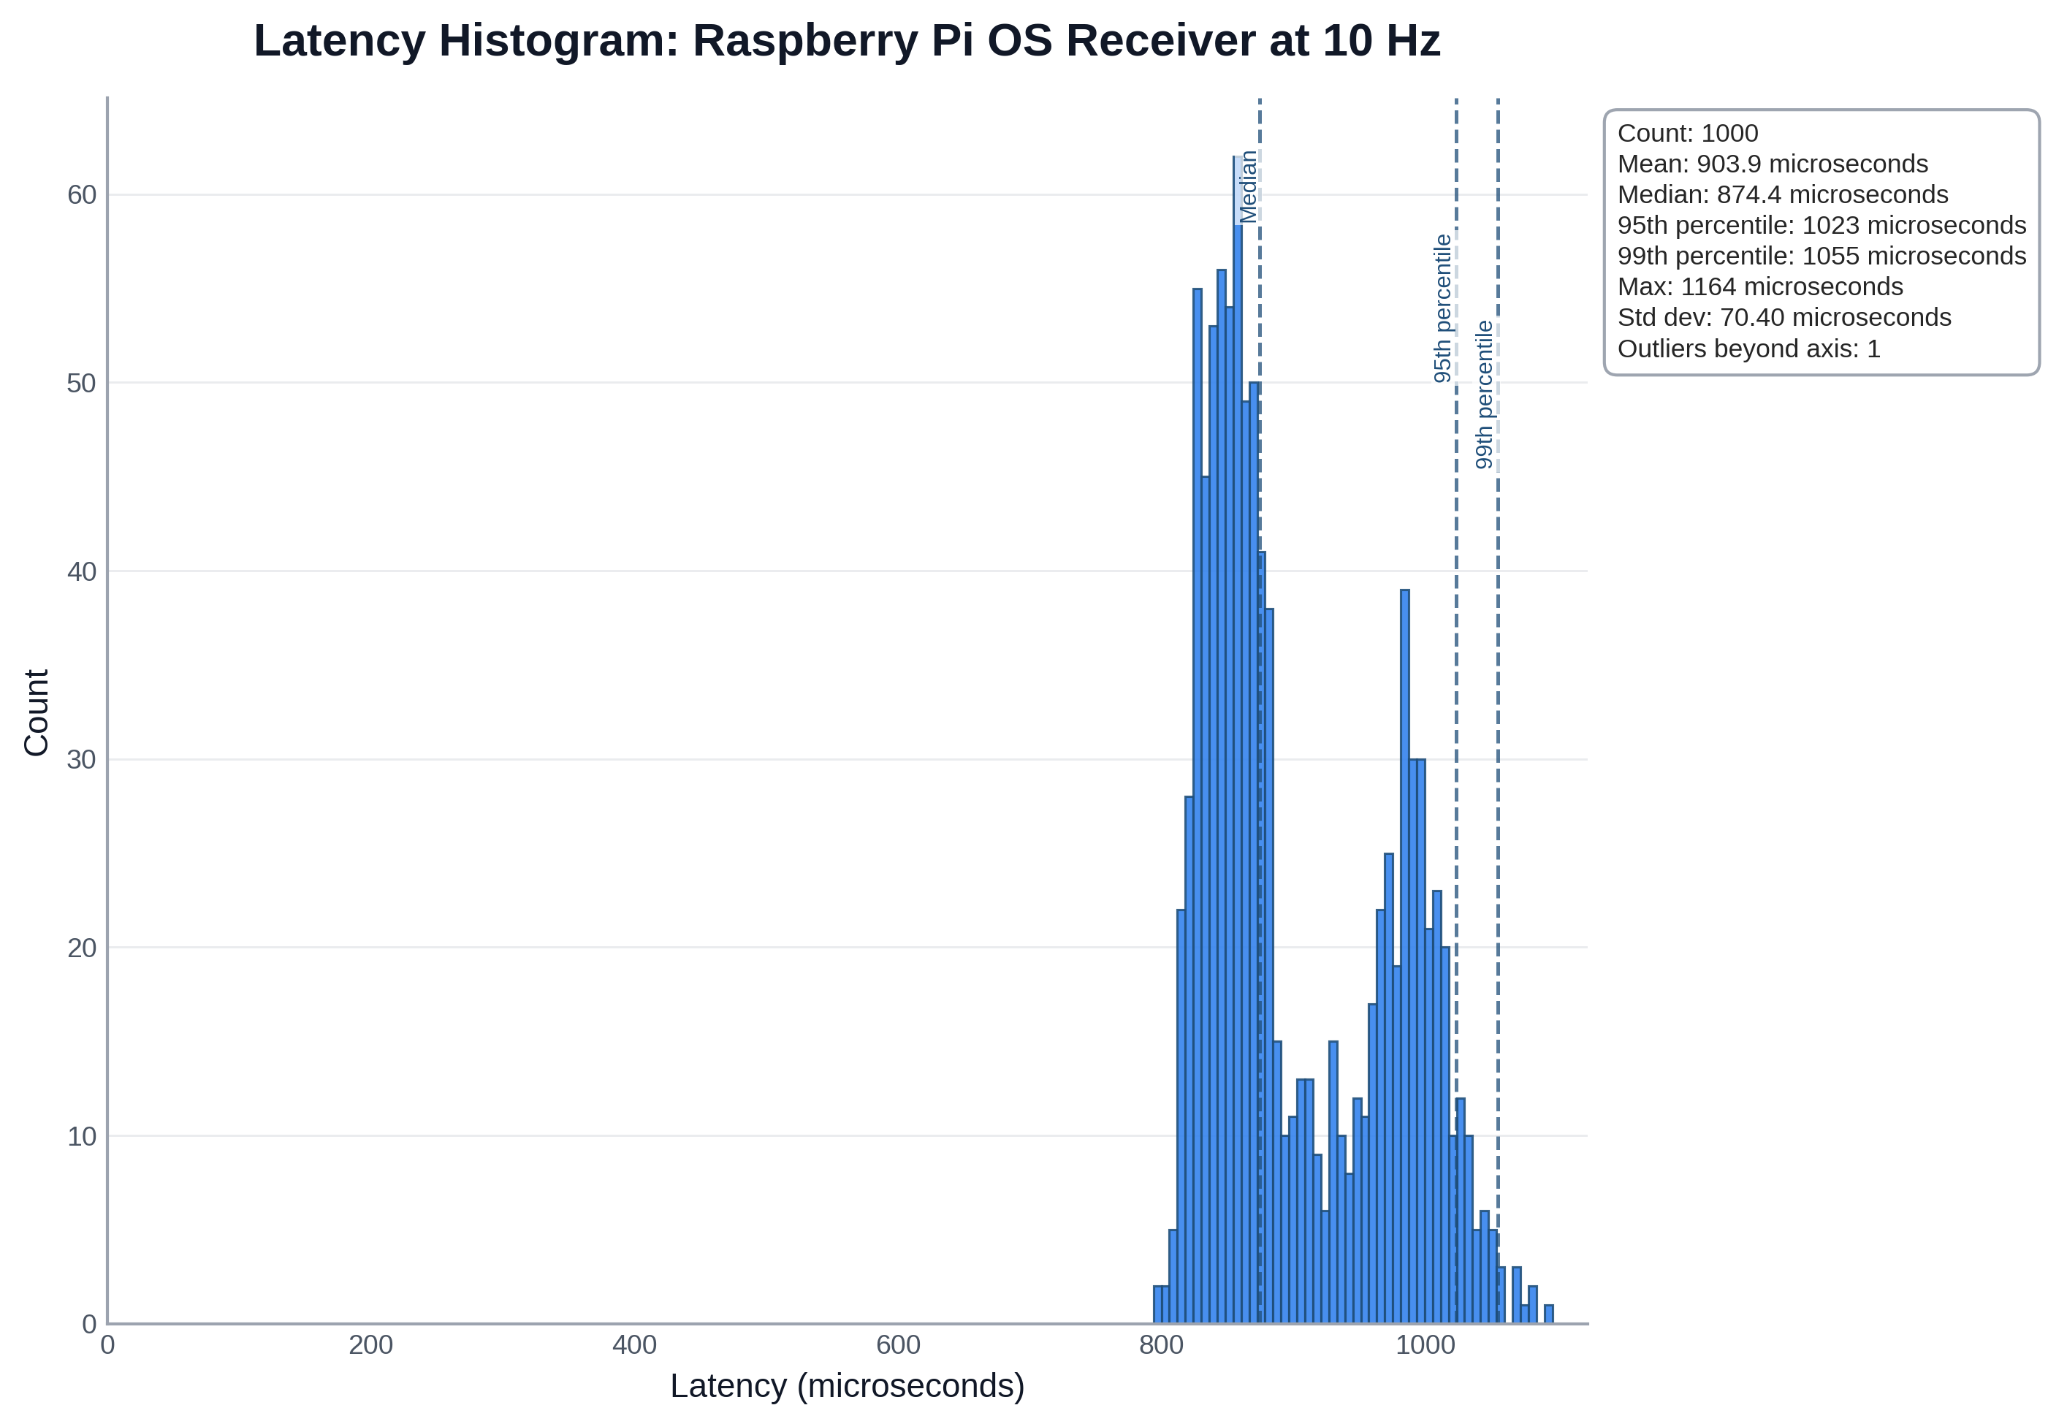 Latency Histogram: Raspberry Pi OS Receiver at 10 Hz
Count: 1000
Mean: 903.9 microseconds
Median: 874.4 microseconds
95th percentile: 1023 microseconds
99th percentile: 1055 microseconds
Max: 1164 microseconds
Std dev: 70.40 microseconds
Outliers beyond axis: 1
Median
95th percentile
99th percentile
Count
60
50
40
30
20
10
0
0 200 400 600 800 1000
Latency (microseconds)